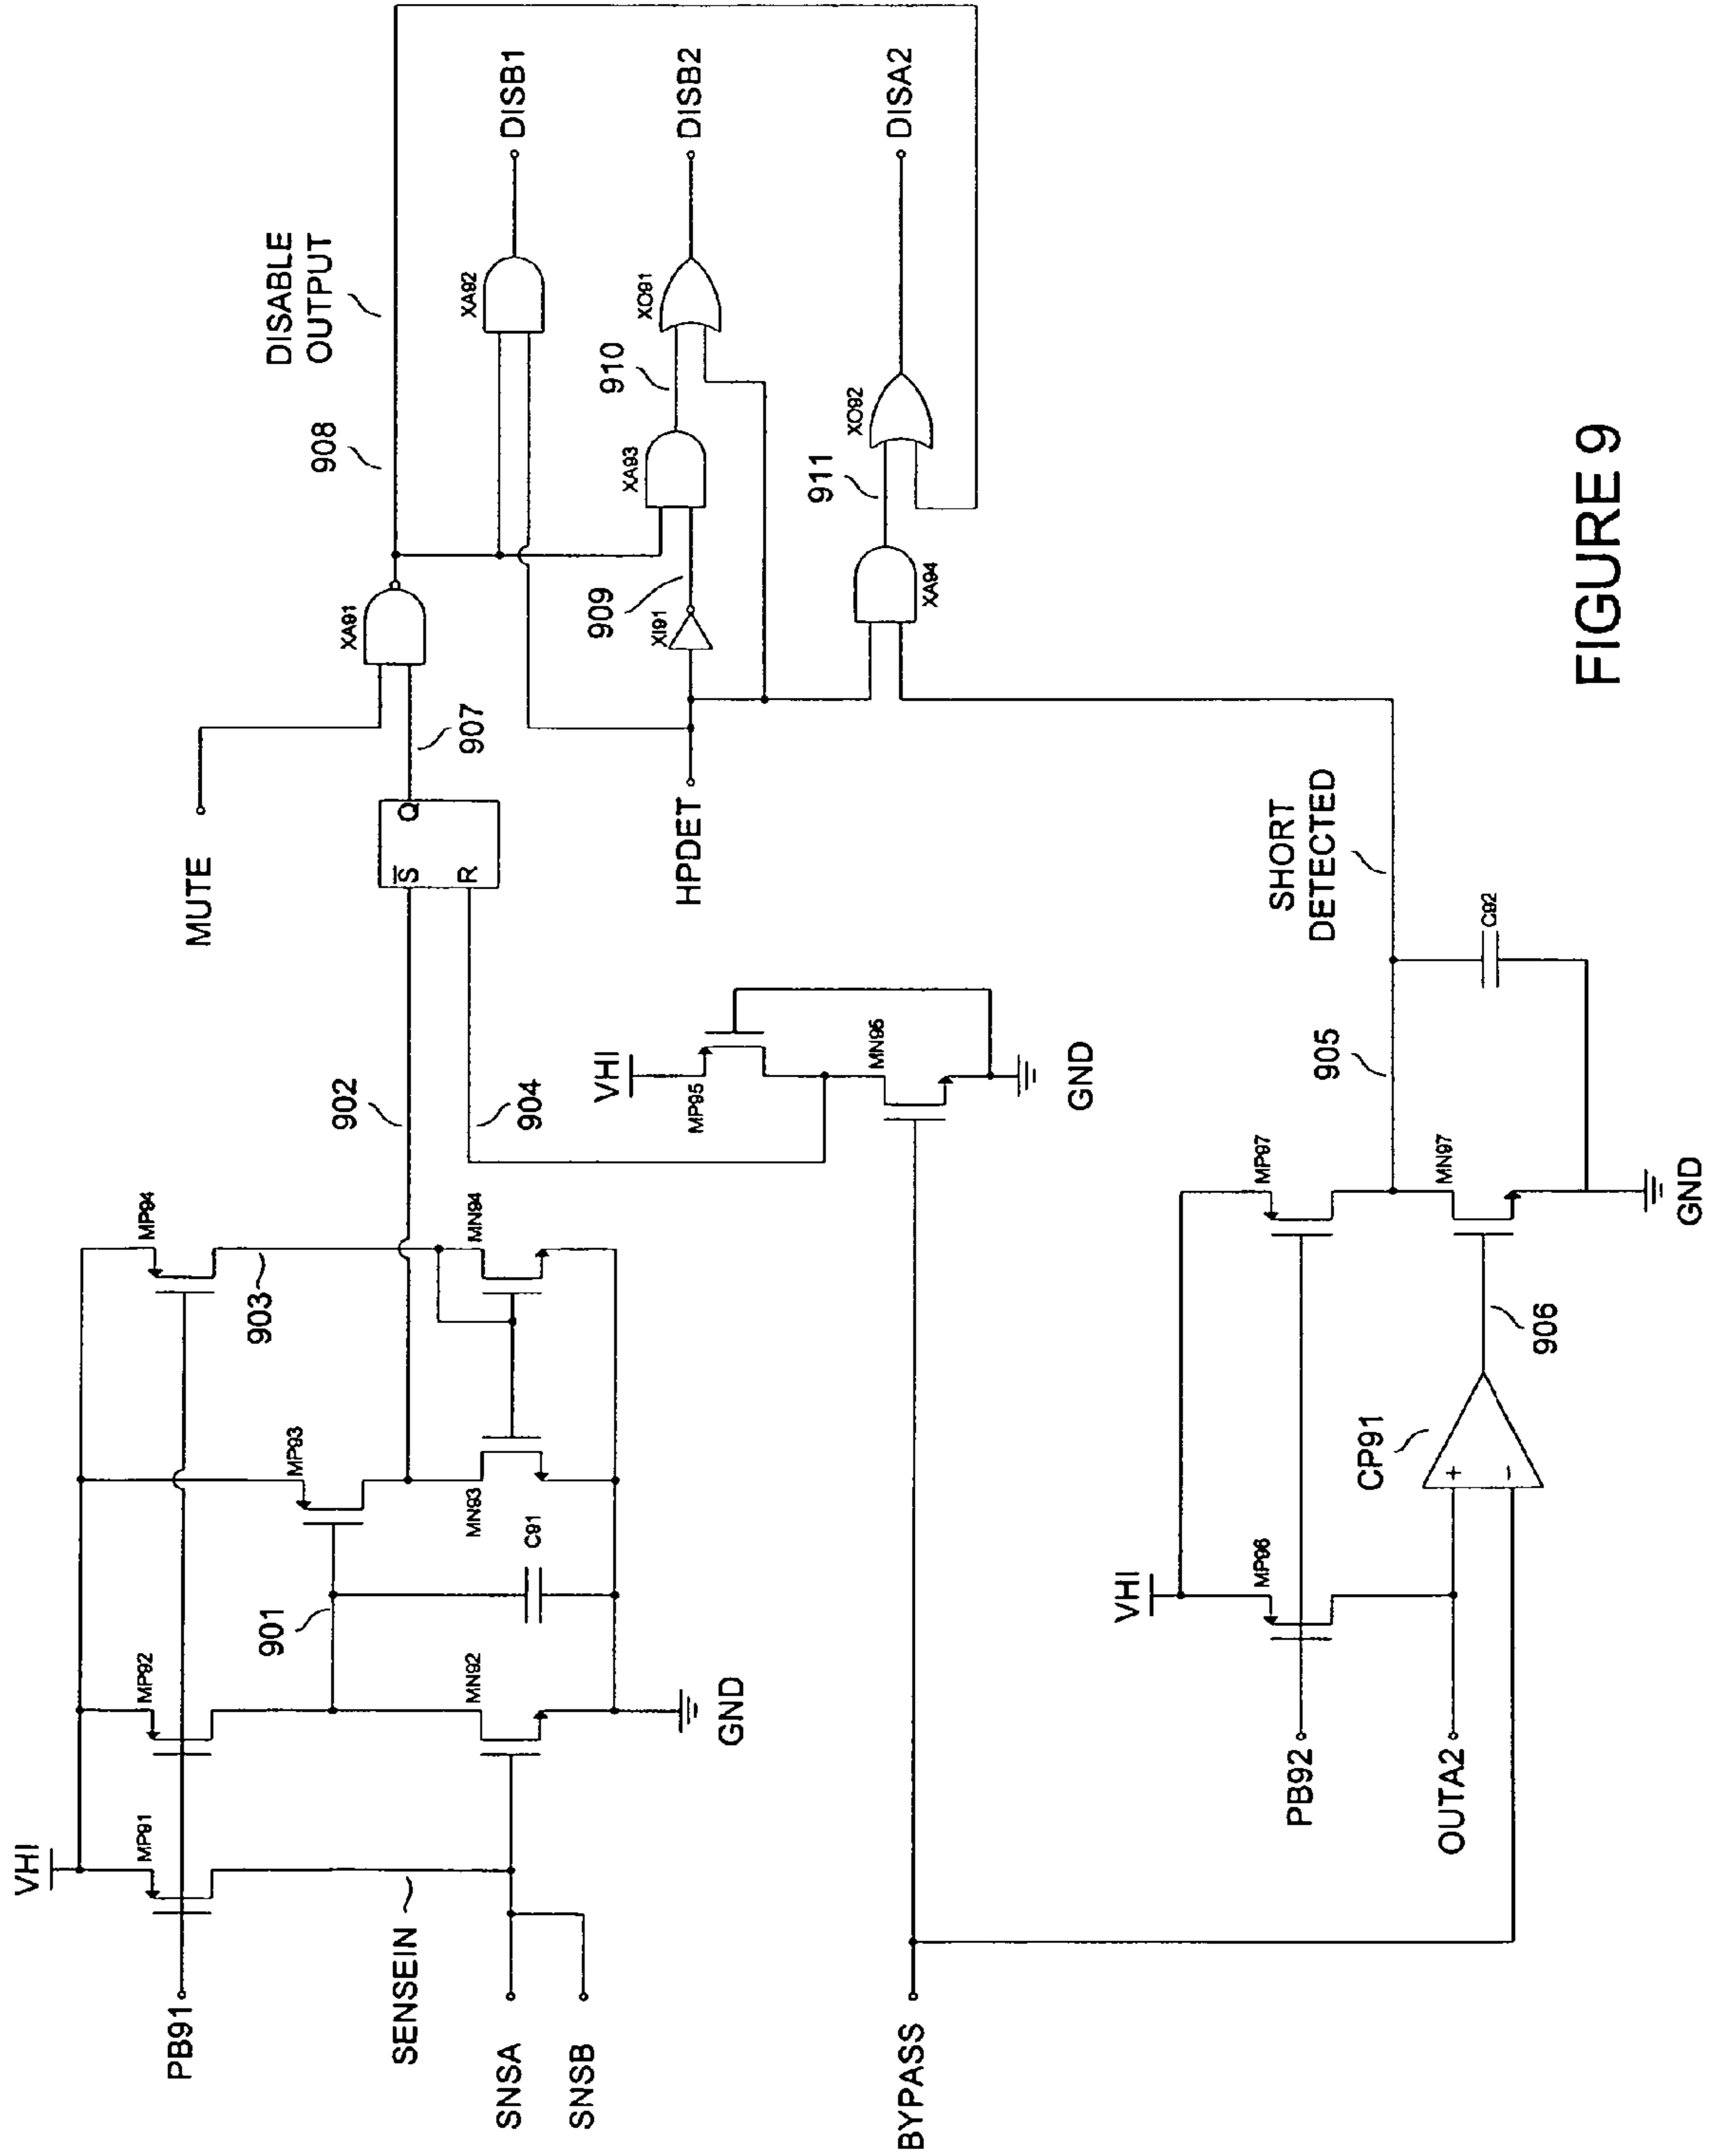 VHI
PB91
MP91
MP92
MP93
MP94
903
901
902
904
SENSEIN
SNSA
SNSB
MN92
MN93
MN94
C91
GND
MUTE
S
R
Q
907
XA91
908
DISABLE
OUTPUT
XA92
DISB1
HPDET
XI91
909
XA93
910
XO91
DISB2
XA94
911
XO92
DISA2
BYPASS
VHI
MP95
MN95
GND
VHI
PB92
OUTA2
MP96
MP97
MN97
CP91
+
-
906
905
SHORT
DETECTED
C92
GND
FIGURE 9